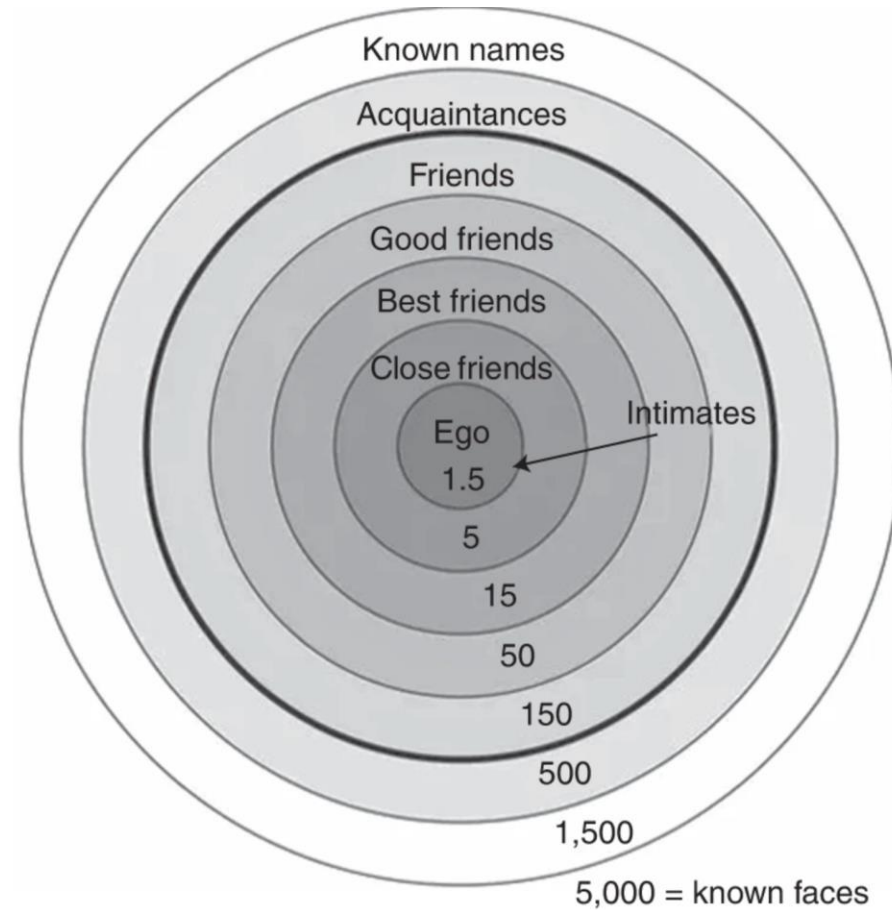 Known names
Acquaintances
Friends
Good friends
Best friends
Close friends
Intimates
Ego
1.5
5
15
50
150
500
1,500
5,000 = known faces